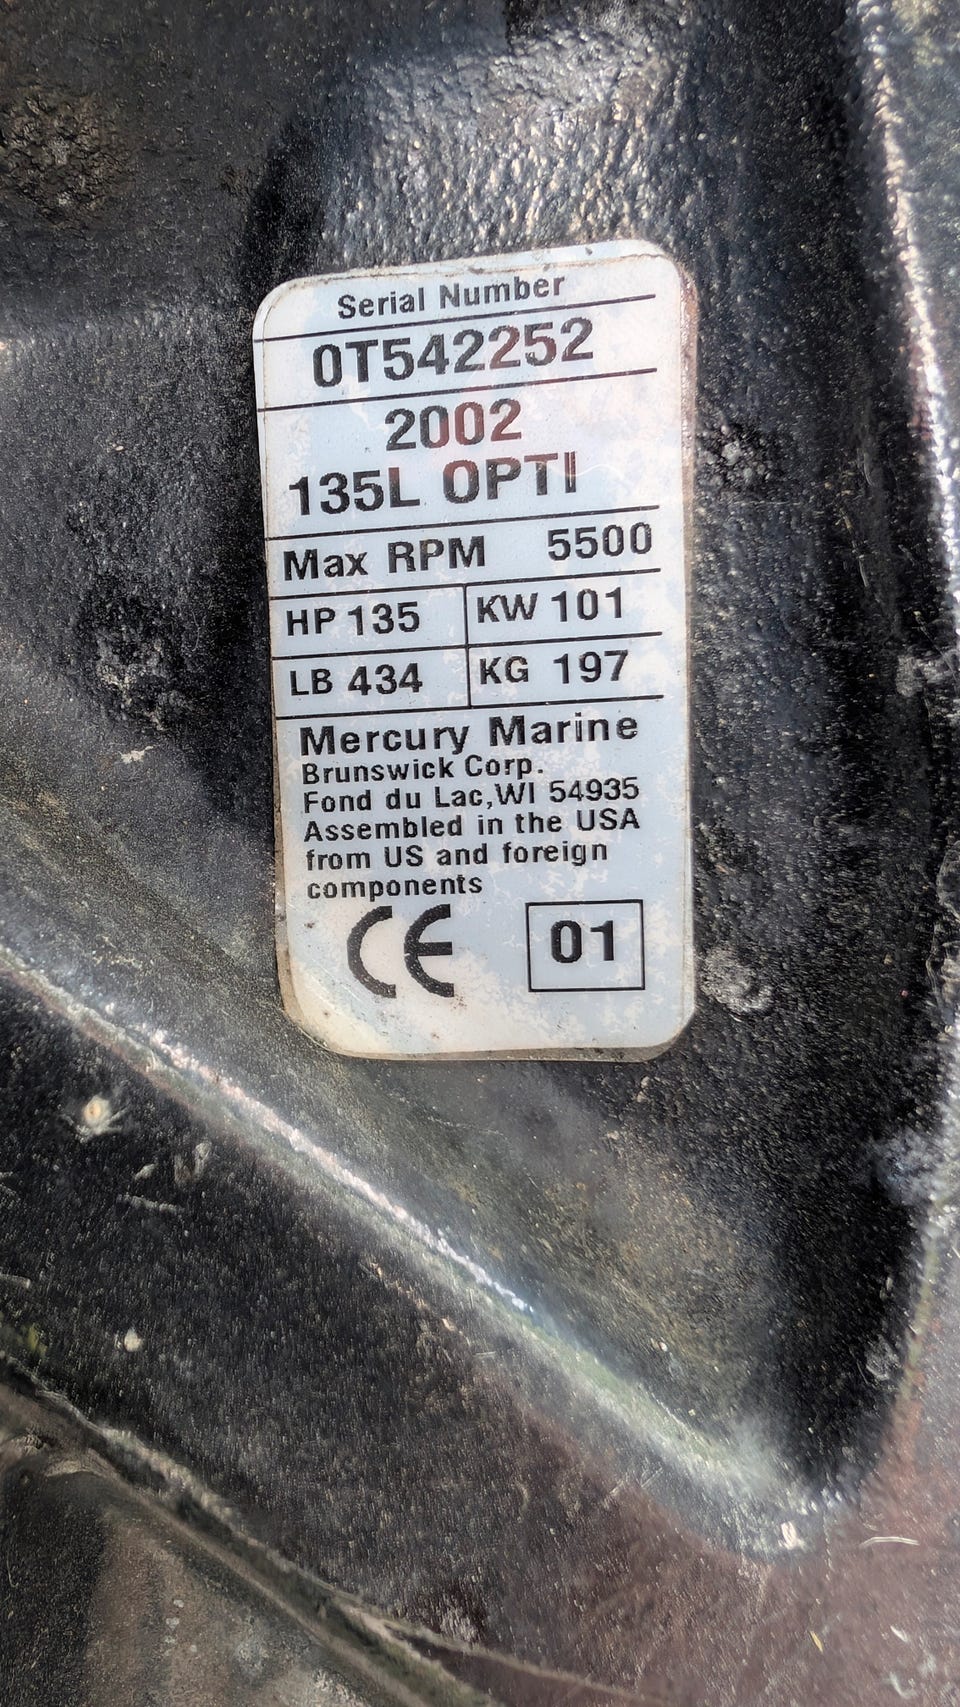 Serial Number
0T542252
2002
135L OPTI
Max RPM 5500
HP 135 KW 101
LB 434 KG 197
Mercury Marine
Brunswick Corp.
Fond du Lac,WI 54935
Assembled in the USA
from US and foreign
components
CE 01